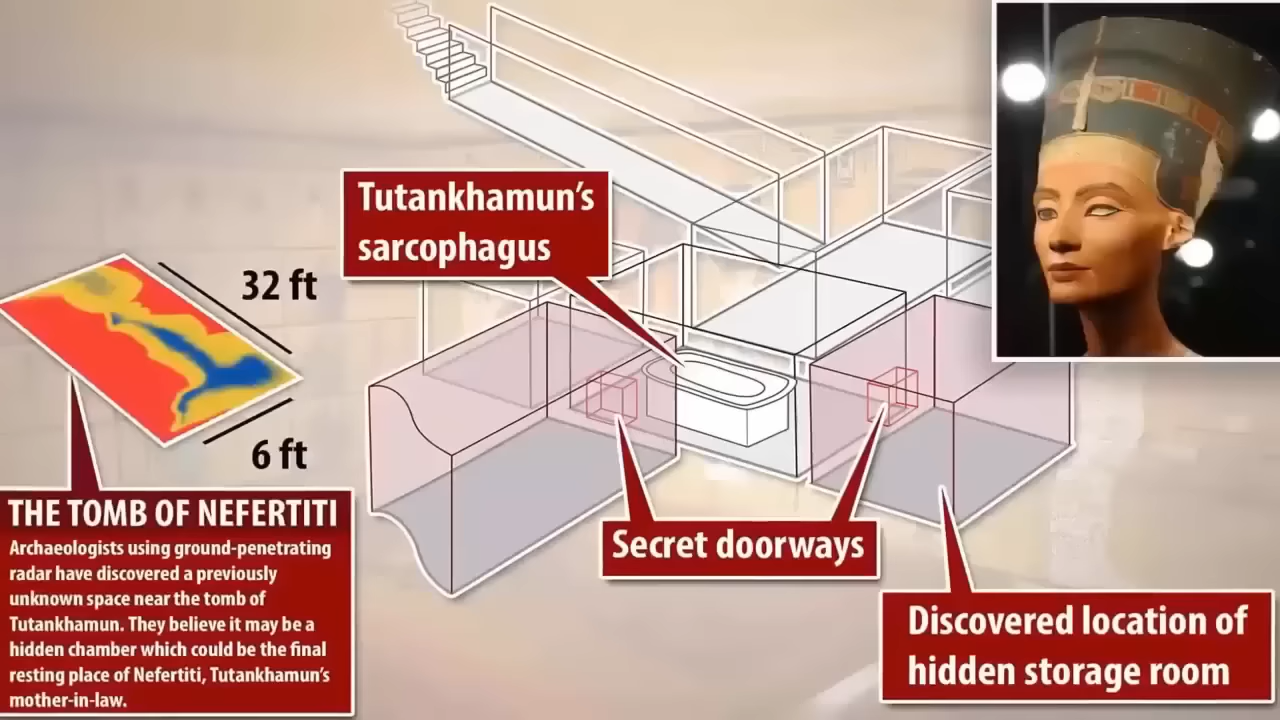 Tutankhamun's
sarcophagus
32 ft
6 ft
THE TOMB OF NEFERTITI
Archaeologists using ground-penetrating
radar have discovered a previously
unknown space near the tomb of
Tutankhamun. They believe it may be a
hidden chamber which could be the final
resting place of Nefertiti, Tutankhamun's
mother-in-law.
Secret doorways
Discovered location of
hidden storage room